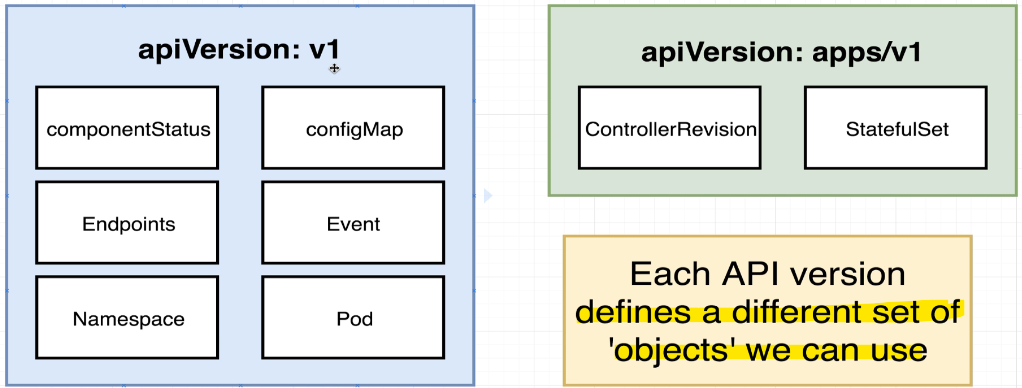 apiVersion: v1
componentStatus
configMap
Endpoints
Event
Namespace
Pod
apiVersion: apps/v1
ControllerRevision
StatefulSet
Each API version
defines a different set of
'objects' we can use